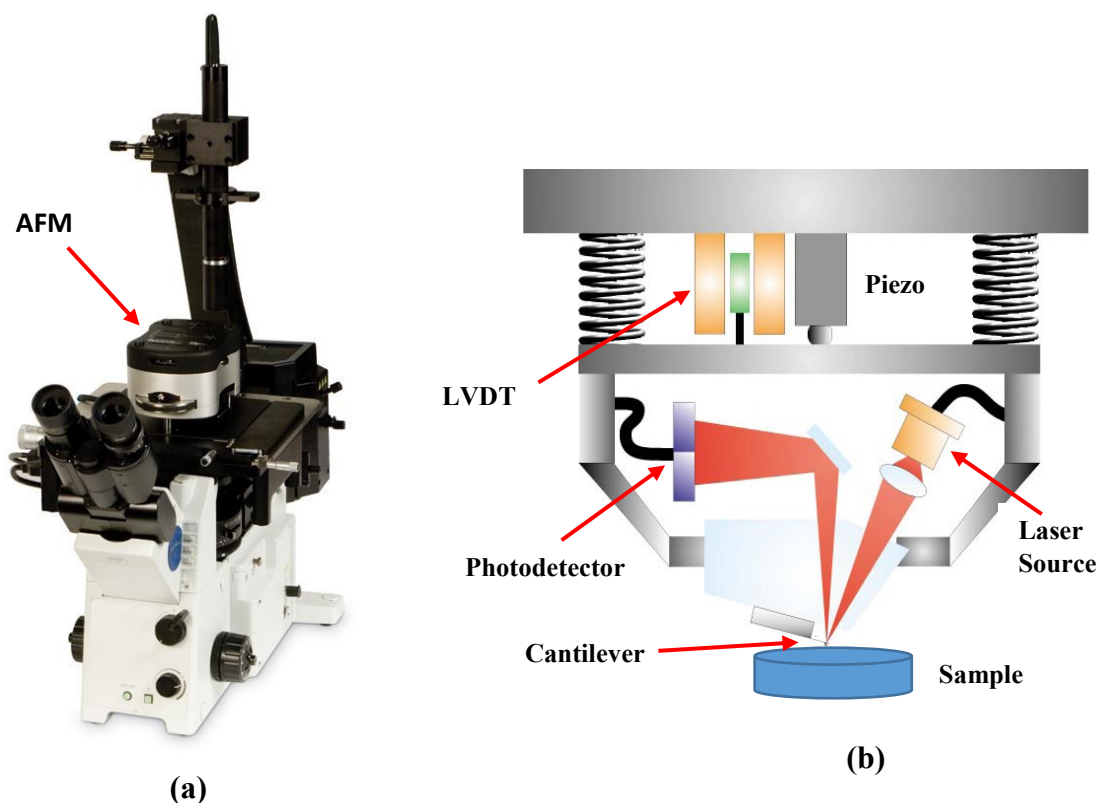 AFM
(a)
Piezo
LVDT
Photodetector
Laser
Source
Cantilever
Sample
(b)